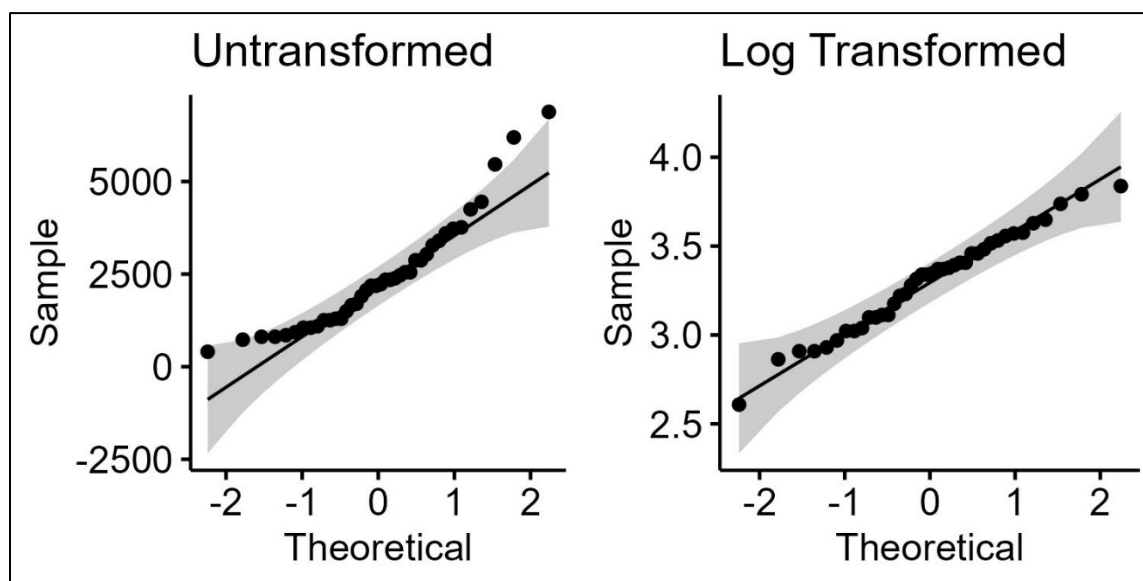 Untransformed
5000
2500
0
-2500
Sample
-2 -1 0 1 2
Theoretical
Log Transformed
4.0
3.5
3.0
2.5
Sample
-2 -1 0 1 2
Theoretical